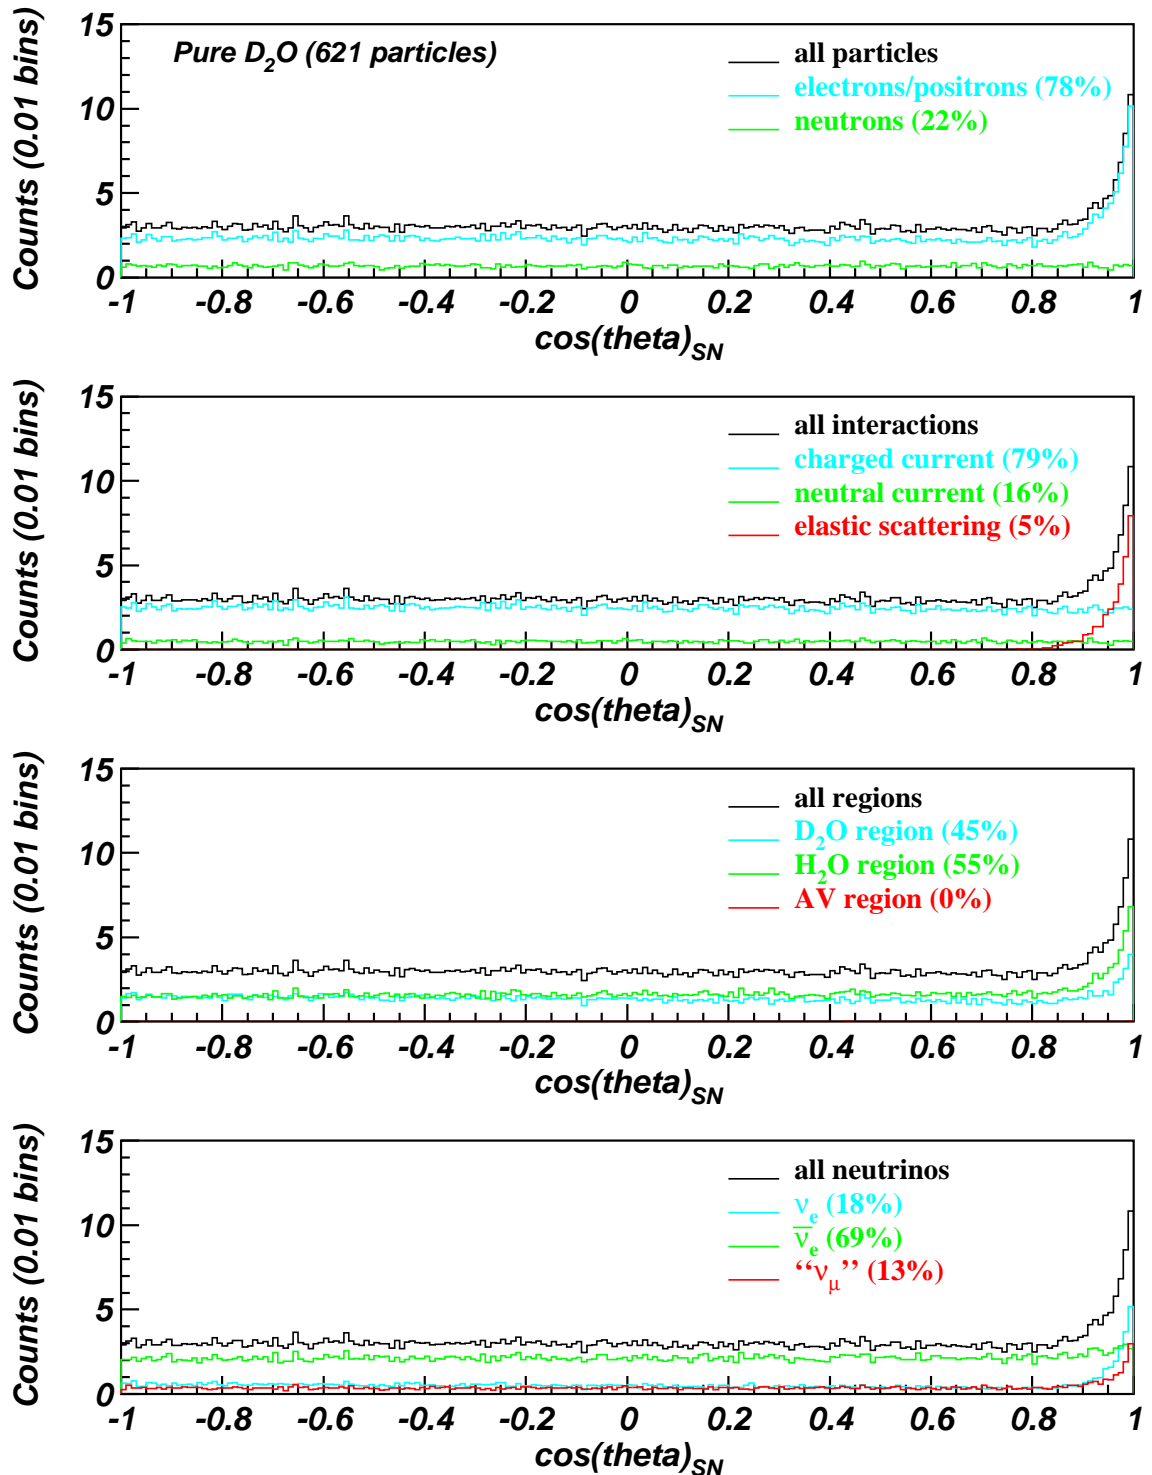 15
Pure D₂O (621 particles)
all particles
electrons/positrons (78%)
neutrons (22%)
10
5
0
Counts (0.01 bins)
-1 -0.8 -0.6 -0.4 -0.2 0 0.2 0.4 0.6 0.8 1
cos(theta)SN
15
all interactions
charged current (79%)
neutral current (16%)
elastic scattering (5%)
10
5
0
Counts (0.01 bins)
-1 -0.8 -0.6 -0.4 -0.2 0 0.2 0.4 0.6 0.8 1
cos(theta)SN
15
all regions
D₂O region (45%)
H₂O region (55%)
AV region (0%)
10
5
0
Counts (0.01 bins)
-1 -0.8 -0.6 -0.4 -0.2 0 0.2 0.4 0.6 0.8 1
cos(theta)SN
15
all neutrinos
νe (18%)
ν̅e (69%)
“νμ” (13%)
10
5
0
Counts (0.01 bins)
-1 -0.8 -0.6 -0.4 -0.2 0 0.2 0.4 0.6 0.8 1
cos(theta)SN